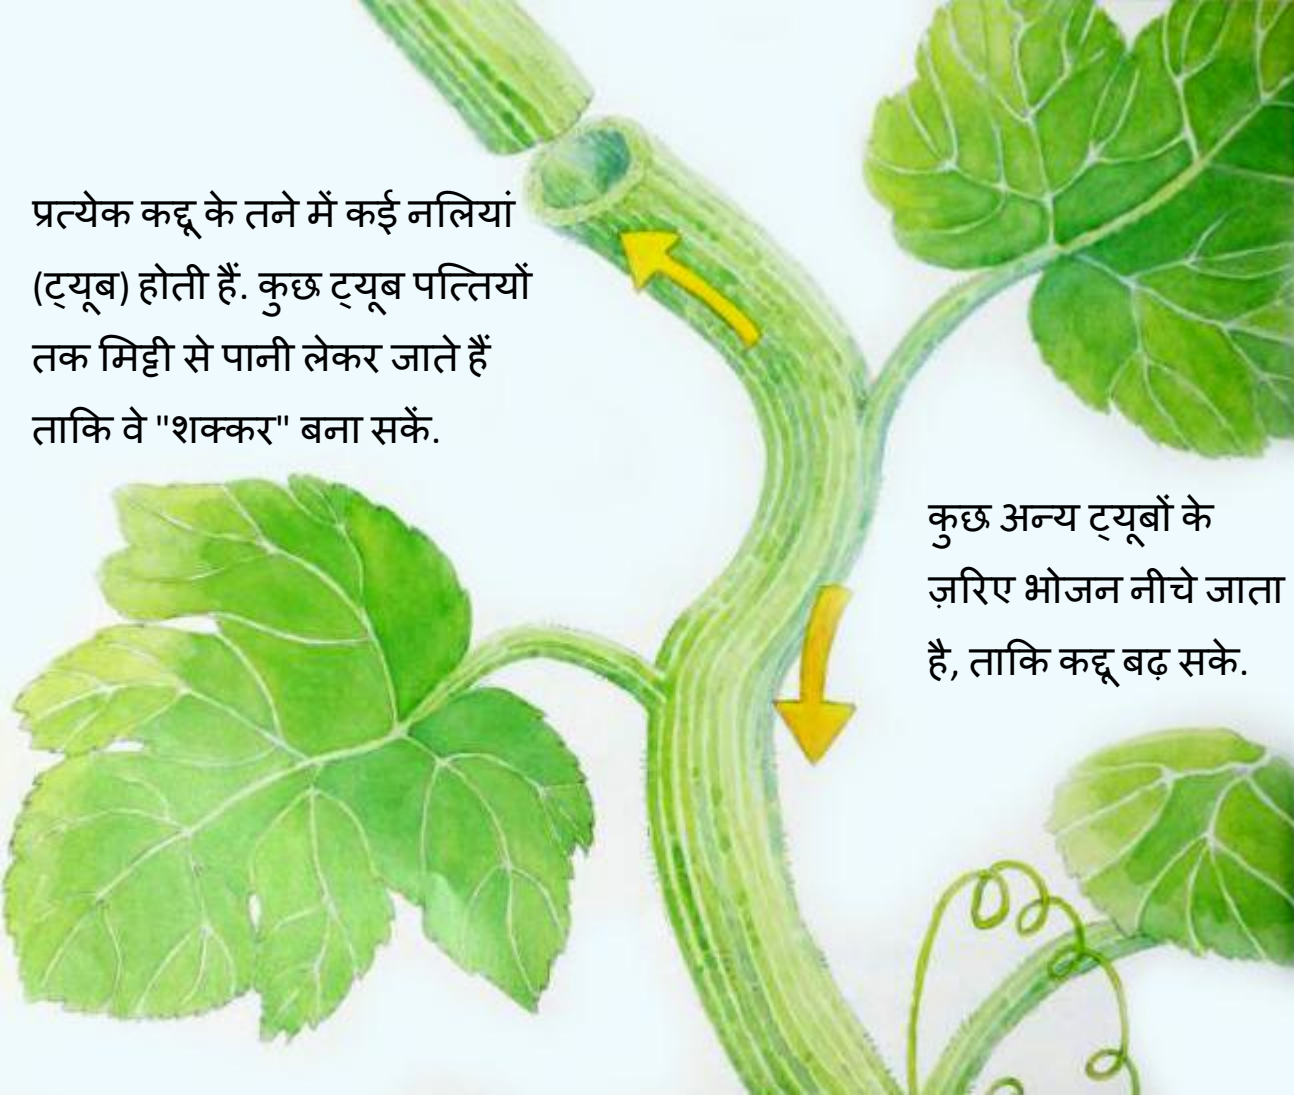 प्रत्येक कद्दू के तने में कई नलियां
(ट्यूब) होती हैं. कुछ ट्यूब पत्तियों
तक मिट्टी से पानी लेकर जाते हैं
ताकि वे "शक्कर" बना सकें.
कुछ अन्य ट्यूबों के
ज़रिए भोजन नीचे जाता
है, ताकि कद्दू बढ़ सके.